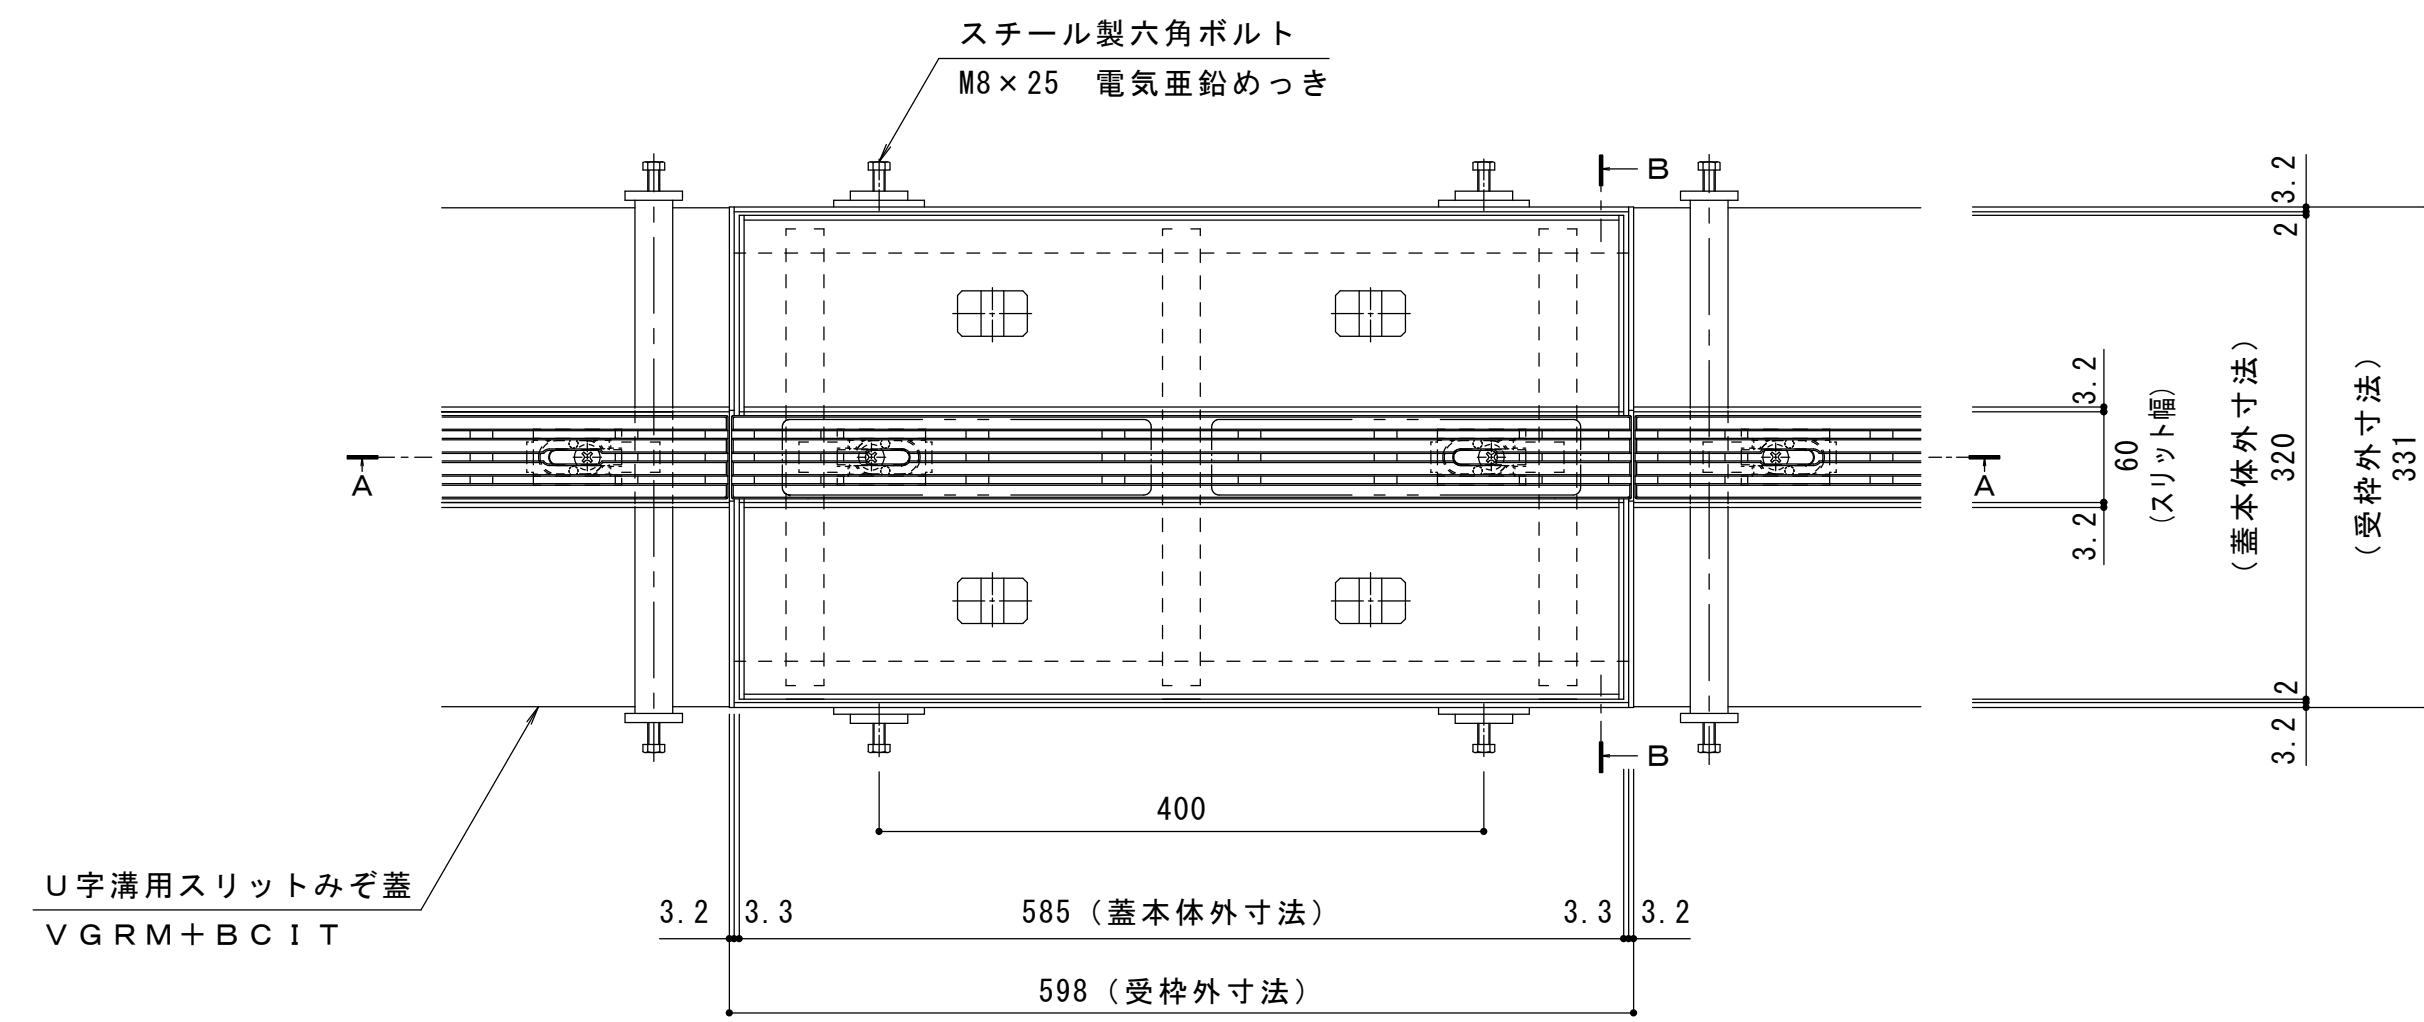 スチール製六角ボルト
M8×25 電気亜鉛めっき
B
3.2
2
A
A
3.2
60
(スリット幅)
3.2
(蓋本体外寸法)
320
(受枠外寸法)
331
2
3.2
B
400
U字溝用スリットみぞ蓋
VGRM+BCIT
3.2
3.3
585(蓋本体外寸法)
3.3
3.2
598(受枠外寸法)